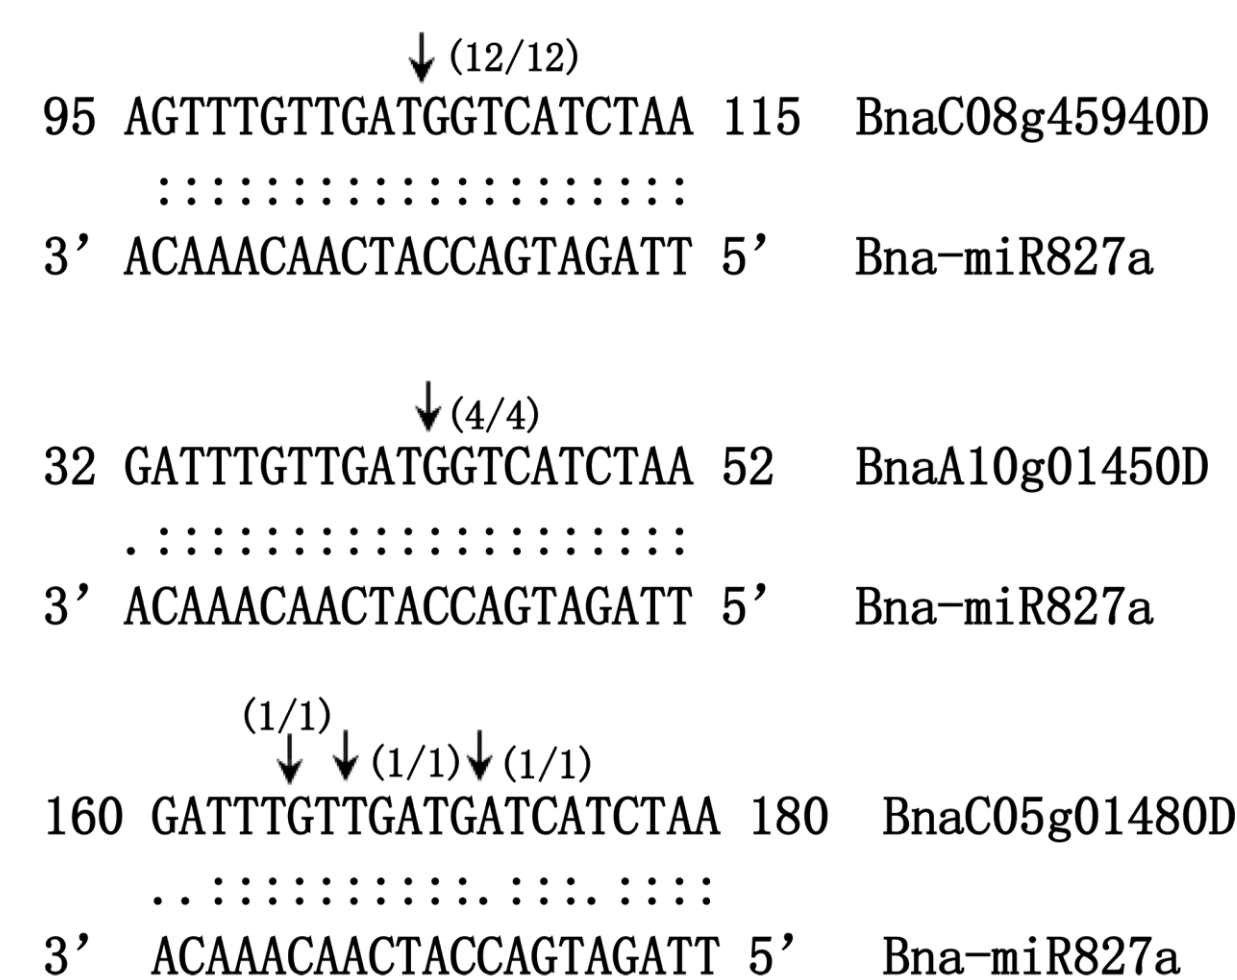 ↓ (12/12)
95 AGTTTGTTGATGGTCATCTAA 115 BnaC08g45940D
::::::::::::::::::::
3’ ACAAACAACTACCAGTAGATT 5’ Bna-miR827a
↓ (4/4)
32 GATTTGTTGATGGTCATCTAA 52 BnaA10g01450D
.::::::::::::::::::::
3’ ACAAACAACTACCAGTAGATT 5’ Bna-miR827a
(1/1)
↓ ↓ (1/1) ↓ (1/1)
160 GATTTGTTGATGATCATCTAA 180 BnaC05g01480D
..::::::::::.:::.::::
3’ ACAAACAACTACCAGTAGATT 5’ Bna-miR827a